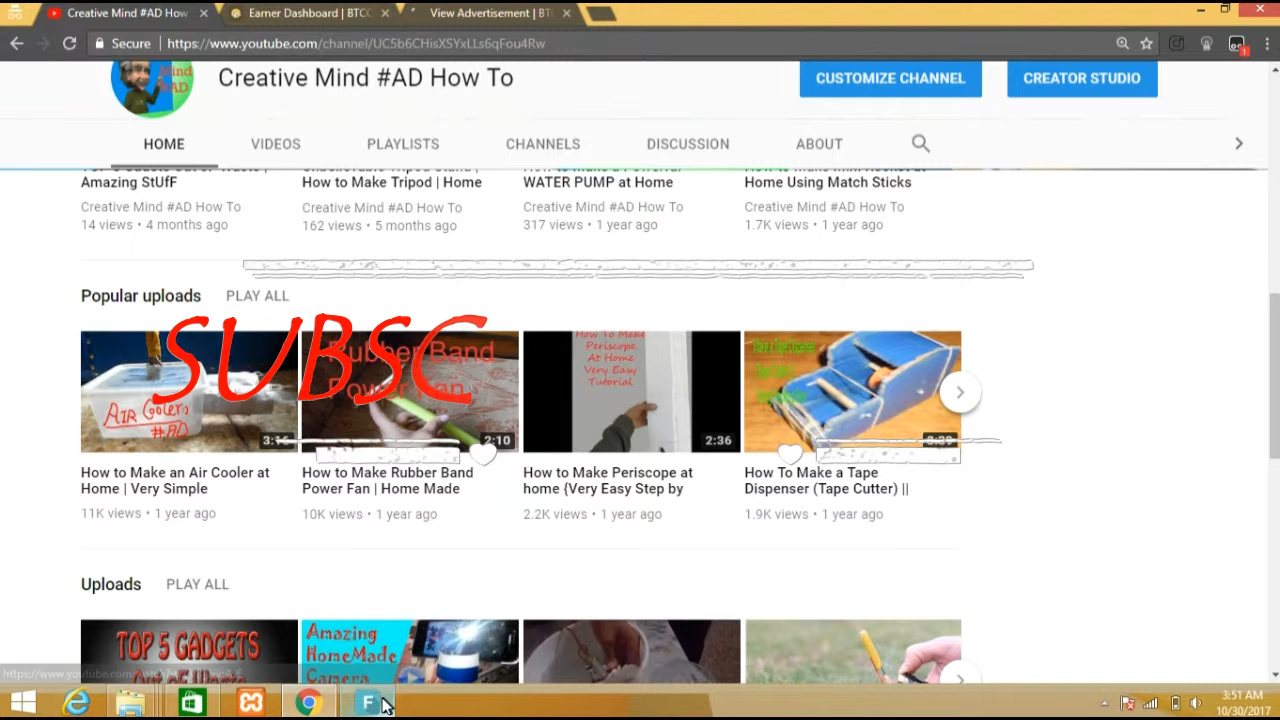 Creative Mind #AD How
Earner Dashboard | BTC
View Advertisement | BT
Secure
https://www.youtube.com/channel/UC5b6CHisXSYxLLs6qFou4Rw
Mind
#AD
Creative Mind #AD How To
CUSTOMIZE CHANNEL
CREATOR STUDIO
HOME
VIDEOS
PLAYLISTS
CHANNELS
DISCUSSION
ABOUT
Amazing StUfF
How to Make Tripod | Home
WATER PUMP at Home
Home Using Match Sticks
Creative Mind #AD How To
Creative Mind #AD How To
Creative Mind #AD How To
Creative Mind #AD How To
14 views • 4 months ago
162 views • 5 months ago
317 views • 1 year ago
1.7K views • 1 year ago
Popular uploads
PLAY ALL
SUBSC
AIR Cooler
#AD
Rubber Band
Power Fan
2:10
How To Make
Periscope
At Home
Very Easy
Tutorial
2:36
How to Make an Air Cooler at
Home | Very Simple
11K views • 1 year ago
How to Make Rubber Band
Power Fan | Home Made
10K views • 1 year ago
How to Make Periscope at
home {Very Easy Step by
2.2K views • 1 year ago
How To Make a Tape
Dispenser (Tape Cutter) ||
1.9K views • 1 year ago
Uploads
PLAY ALL
TOP 5 GADGETS
Amazing
HomeMade
Camera
F
3:51 AM
10/30/2017